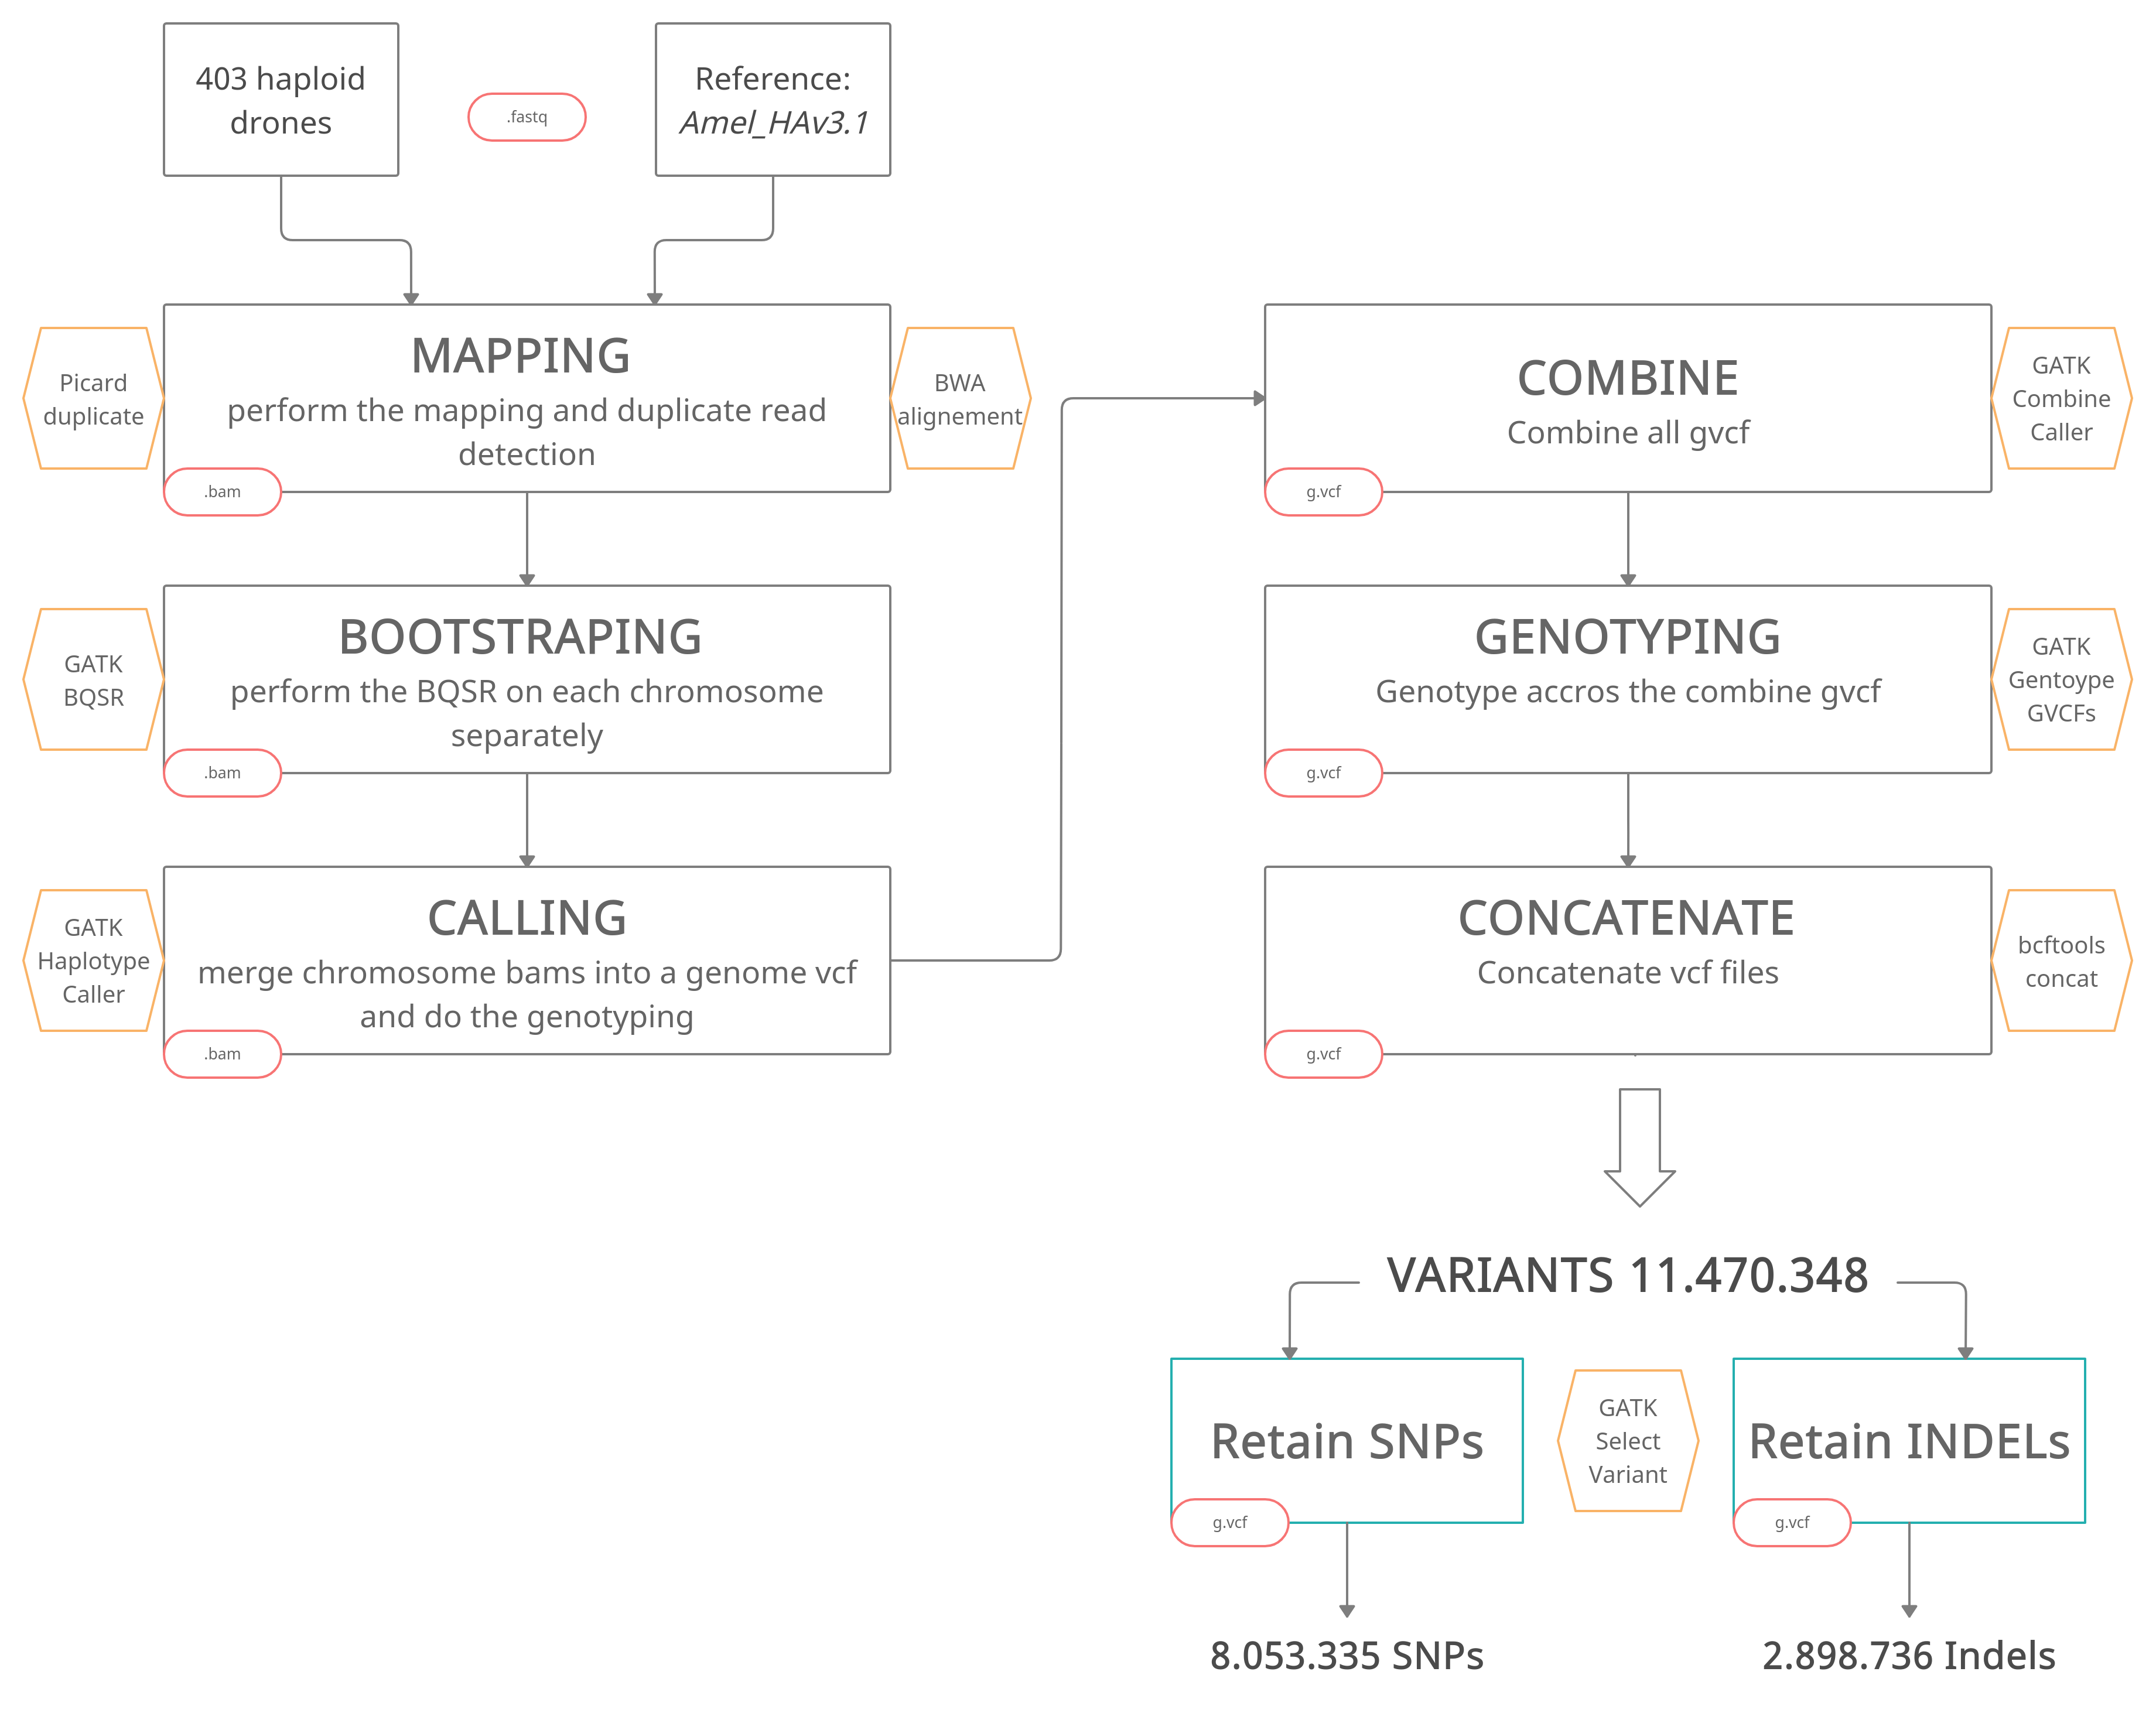 403 haploid
drones
.fastq
Reference:
Amel_HAv3.1
Picard
duplicate
MAPPING
perform the mapping and duplicate read
detection
.bam
BWA
alignement
GATK
BQSR
BOOTSTRAPING
perform the BQSR on each chromosome
separately
.bam
GATK
Haplotype
Caller
CALLING
merge chromosome bams into a genome vcf
and do the genotyping
.bam
COMBINE
Combine all gvcf
g.vcf
GATK
Combine
Caller
GENOTYPING
Genotype accros the combine gvcf
g.vcf
GATK
Gentoype
GVCFs
CONCATENATE
Concatenate vcf files
g.vcf
bcftools
concat
VARIANTS 11.470.348
Retain SNPs
g.vcf
GATK
Select
Variant
Retain INDELs
g.vcf
8.053.335 SNPs
2.898.736 Indels